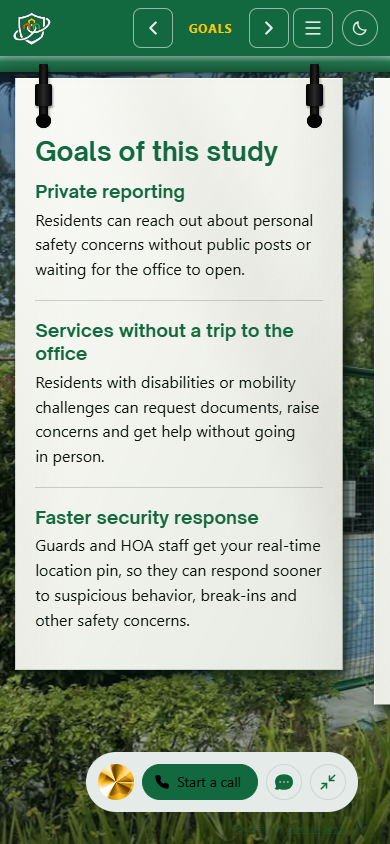 GOALS
Goals of this study
Private reporting
Residents can reach out about personal
safety concerns without public posts or
waiting for the office to open.
Services without a trip to the
office
Residents with disabilities or mobility
challenges can request documents, raise
concerns and get help without going
in person.
Faster security response
Guards and HOA staff get your real-time
location pin, so they can respond sooner
to suspicious behavior, break-ins and
other safety concerns.
Start a call